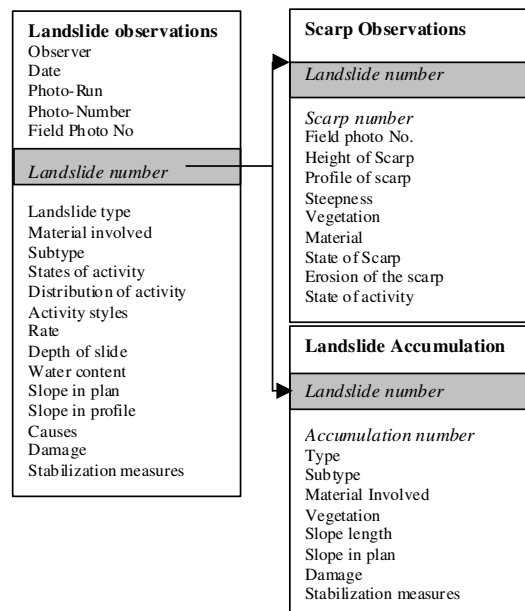 Landslide observations
Observer
Date
Photo-Run
Photo-Number
Field Photo No
Landslide number
Landslide type
Material involved
Subtype
States of activity
Distribution of activity
Activity styles
Rate
Depth of slide
Water content
Slope in plan
Slope in profile
Causes
Damage
Stabilization measures
Scarp Observations
Landslide number
Scarp number
Field photo No.
Height of Scarp
Profile of scarp
Steepness
Vegetation
Material
State of Scarp
Erosion of the scarp
State of activity
Landslide Accumulation
Landslide number
Accumulation number
Type
Subtype
Material Involved
Vegetation
Slope length
Slope in plan
Damage
Stabilization measures